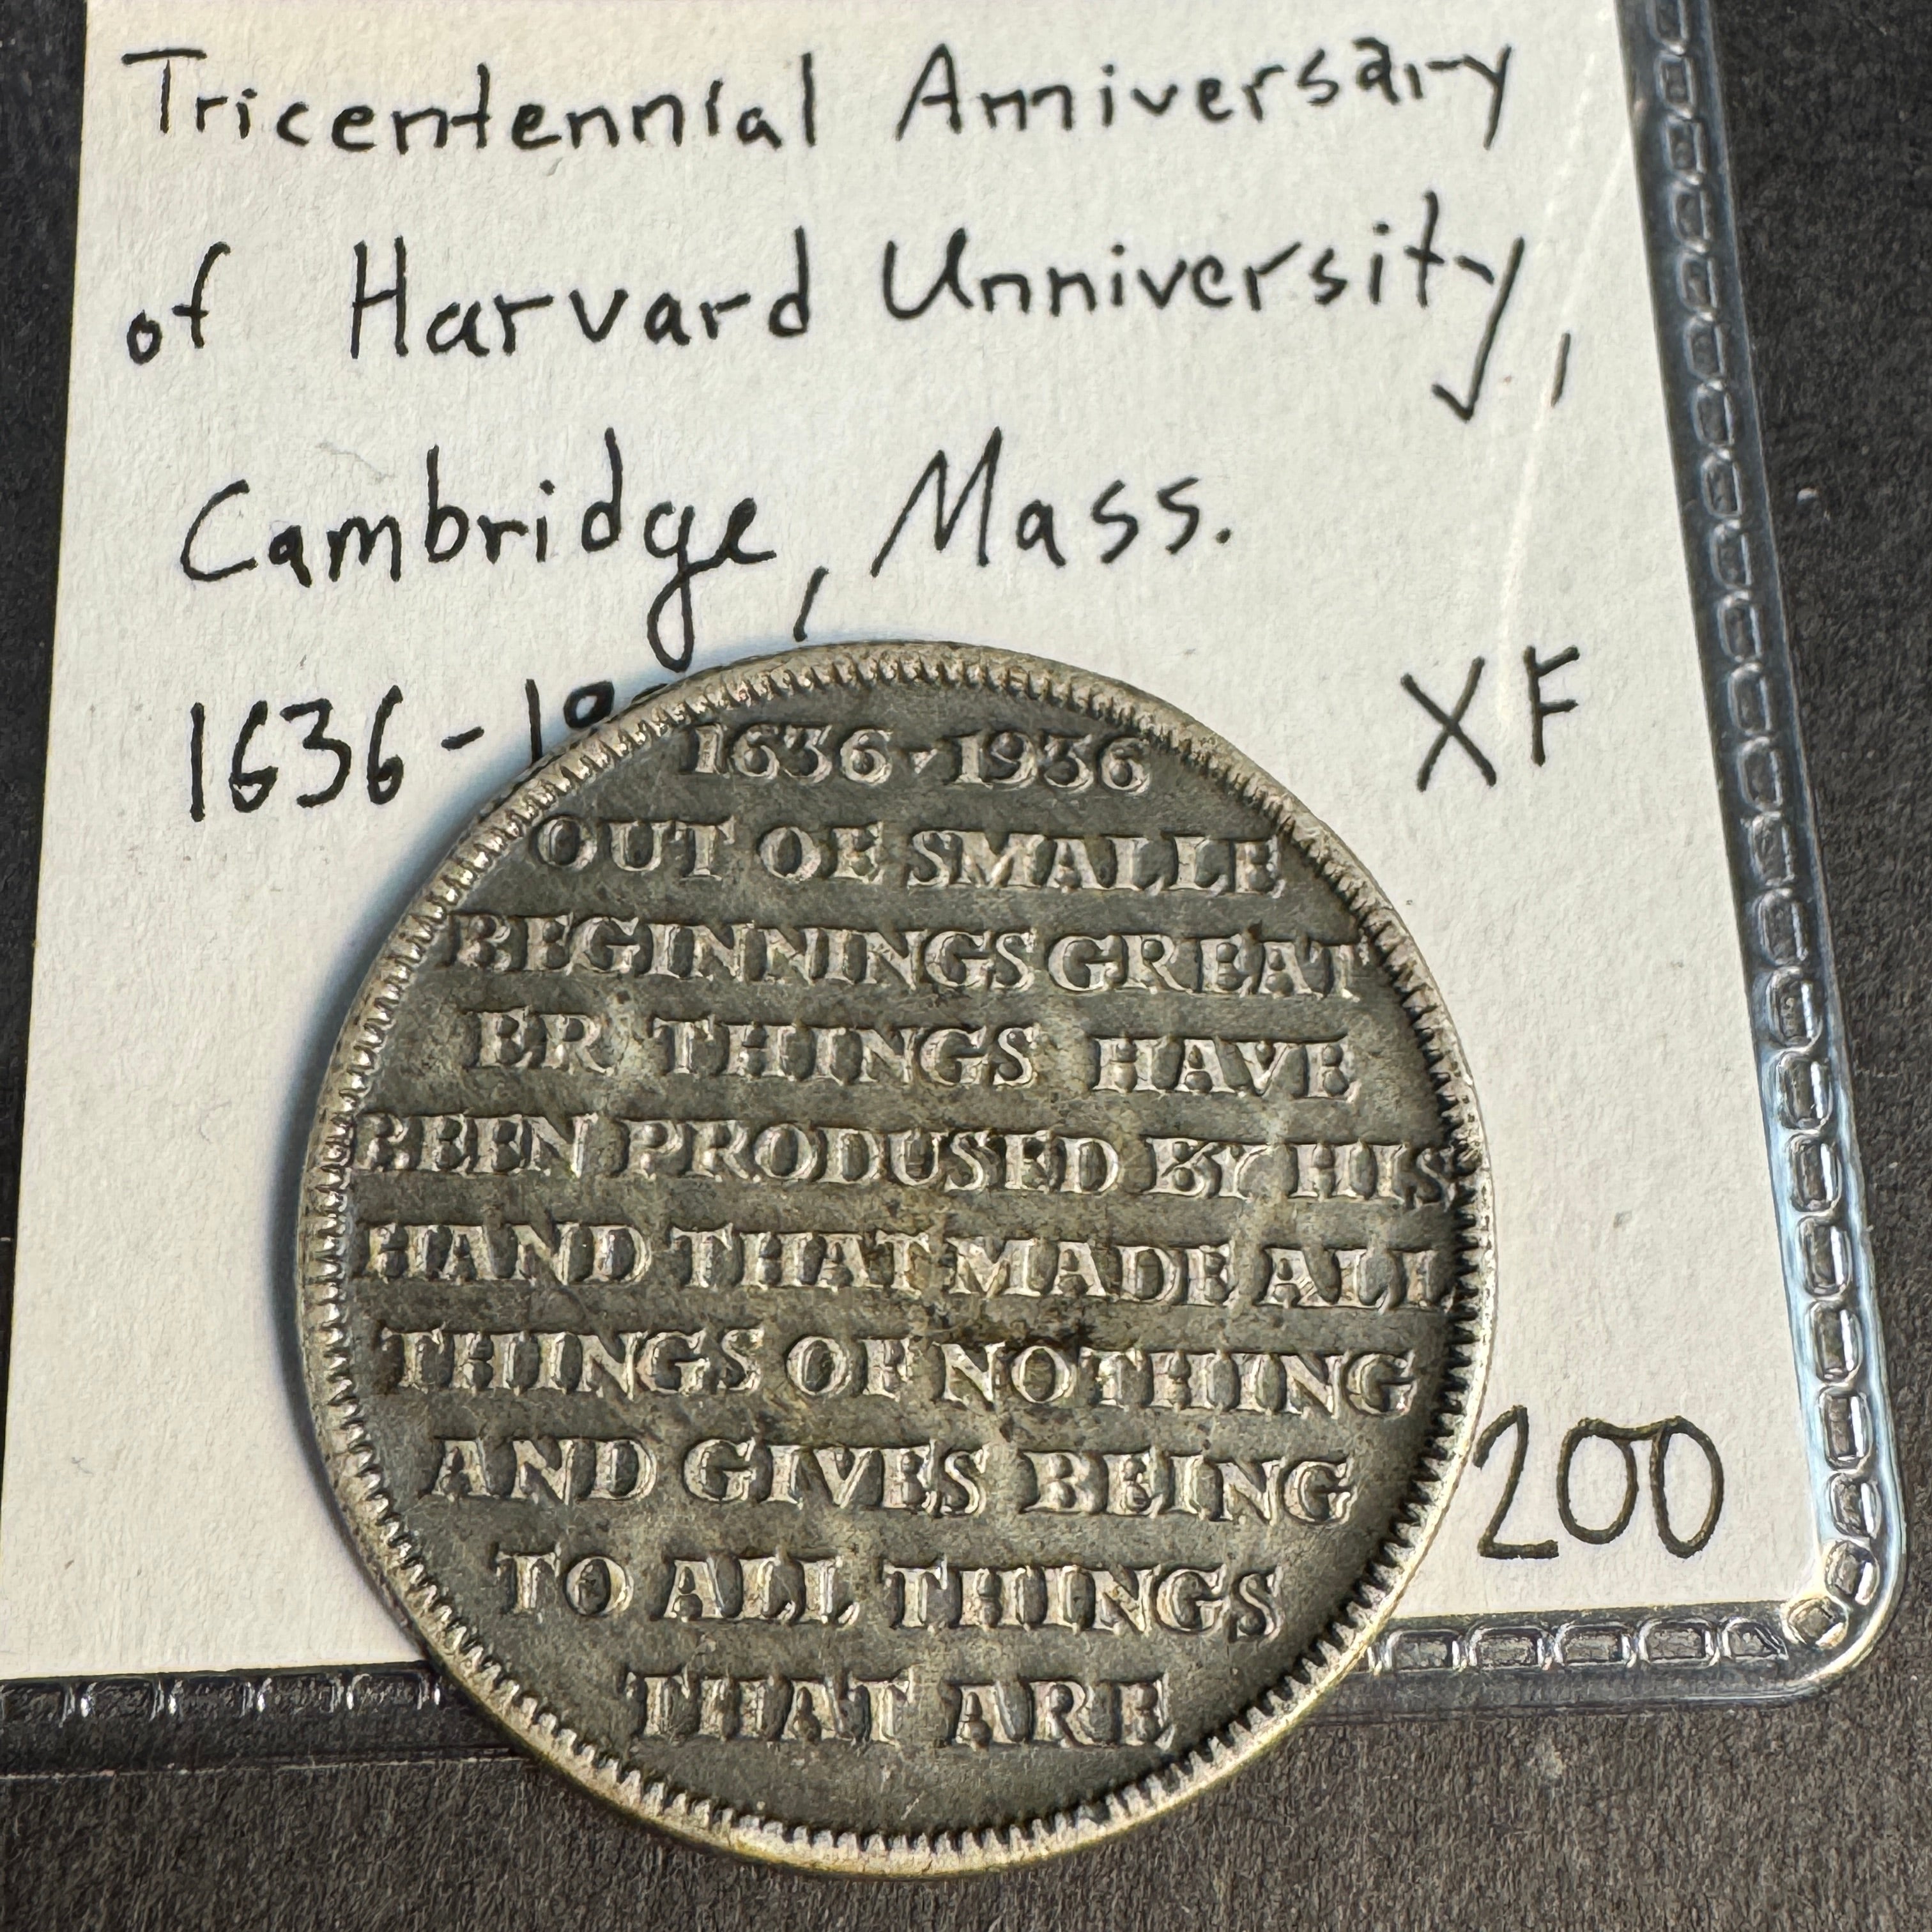 Tricentennial Anniversary
of Harvard Unniversity,
Cambridge, Mass.
1636-19
XF
1636-1936
OUT OF SMALLE
BEGINNINGS GREAT
ER THINGS HAVE
BEEN PRODUSED BY HIS
HAND THAT MADE ALL
THINGS OF NOTHING
AND GIVES BEING
TO ALL THINGS
THAT ARE
200